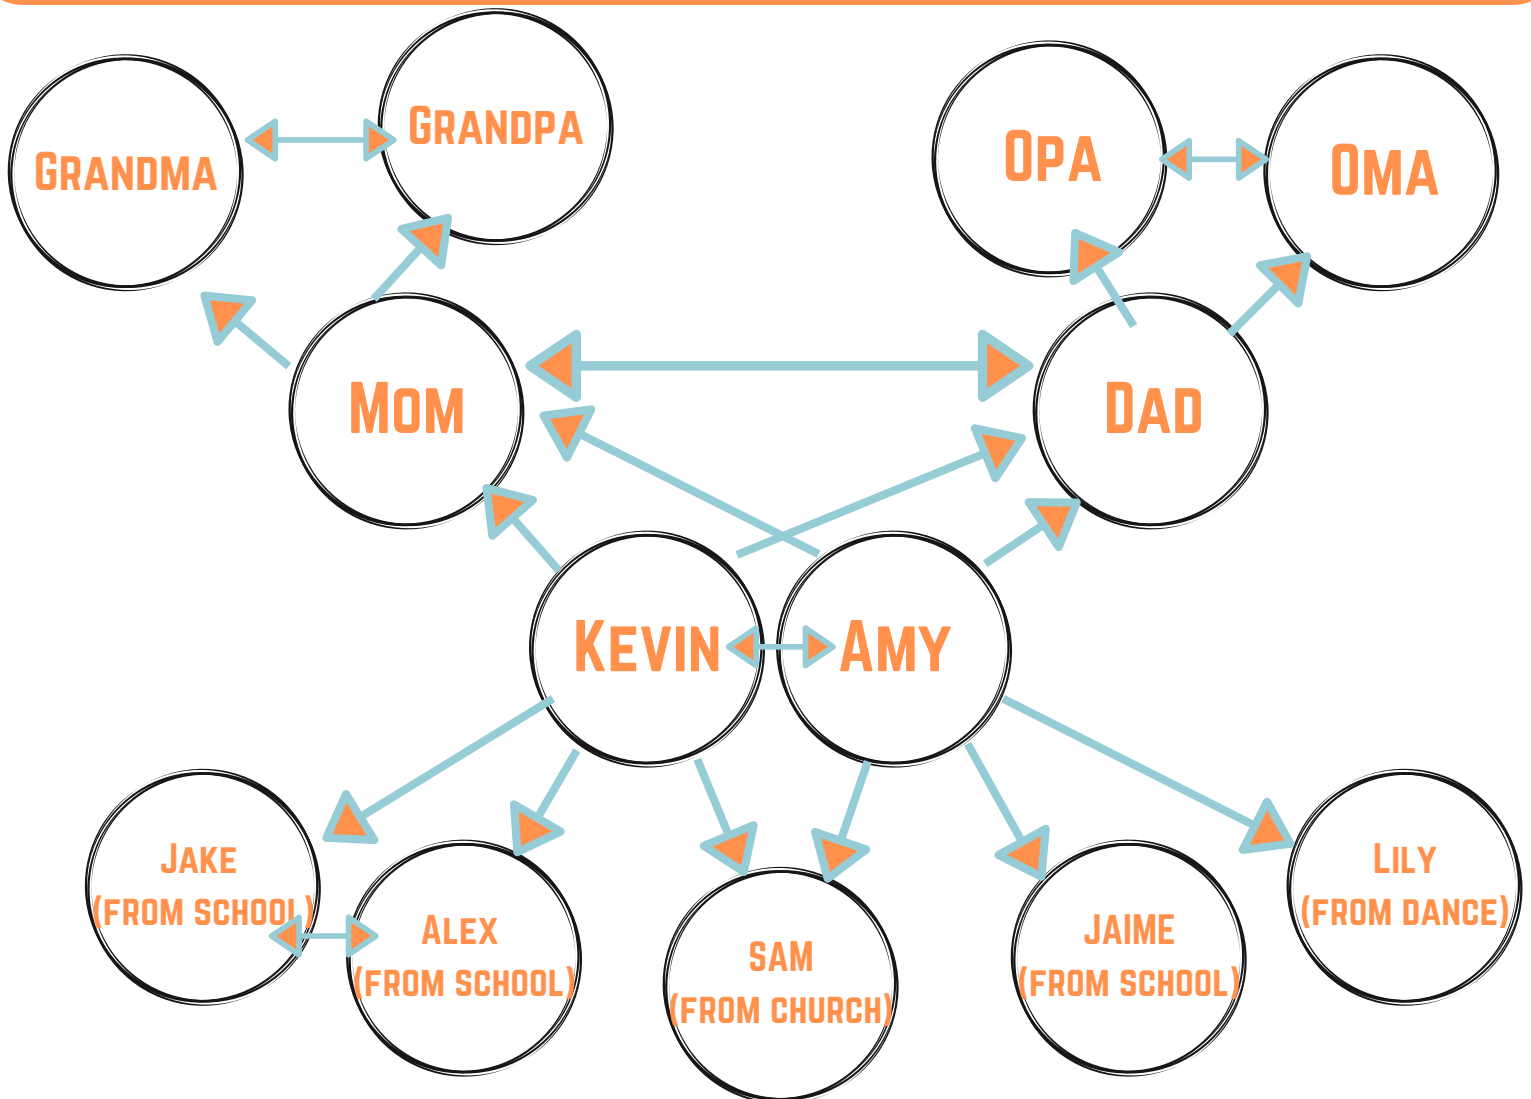 Grandma
Grandpa
Opa
Oma
Mom
Dad
Kevin
Amy
Jake
(from school)
Alex
(from school)
Sam
(from church)
Jaime
(from school)
Lily
(from dance)